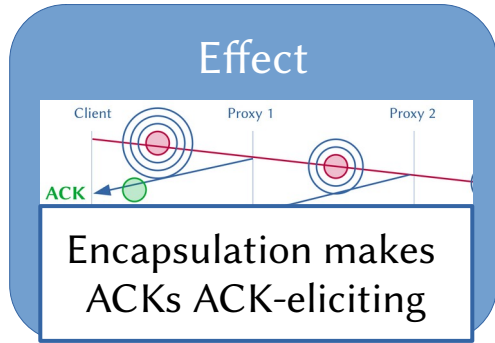 Effect
Client Proxy 1 Proxy 2
ACK
Encapsulation makes
ACKs ACK-eliciting